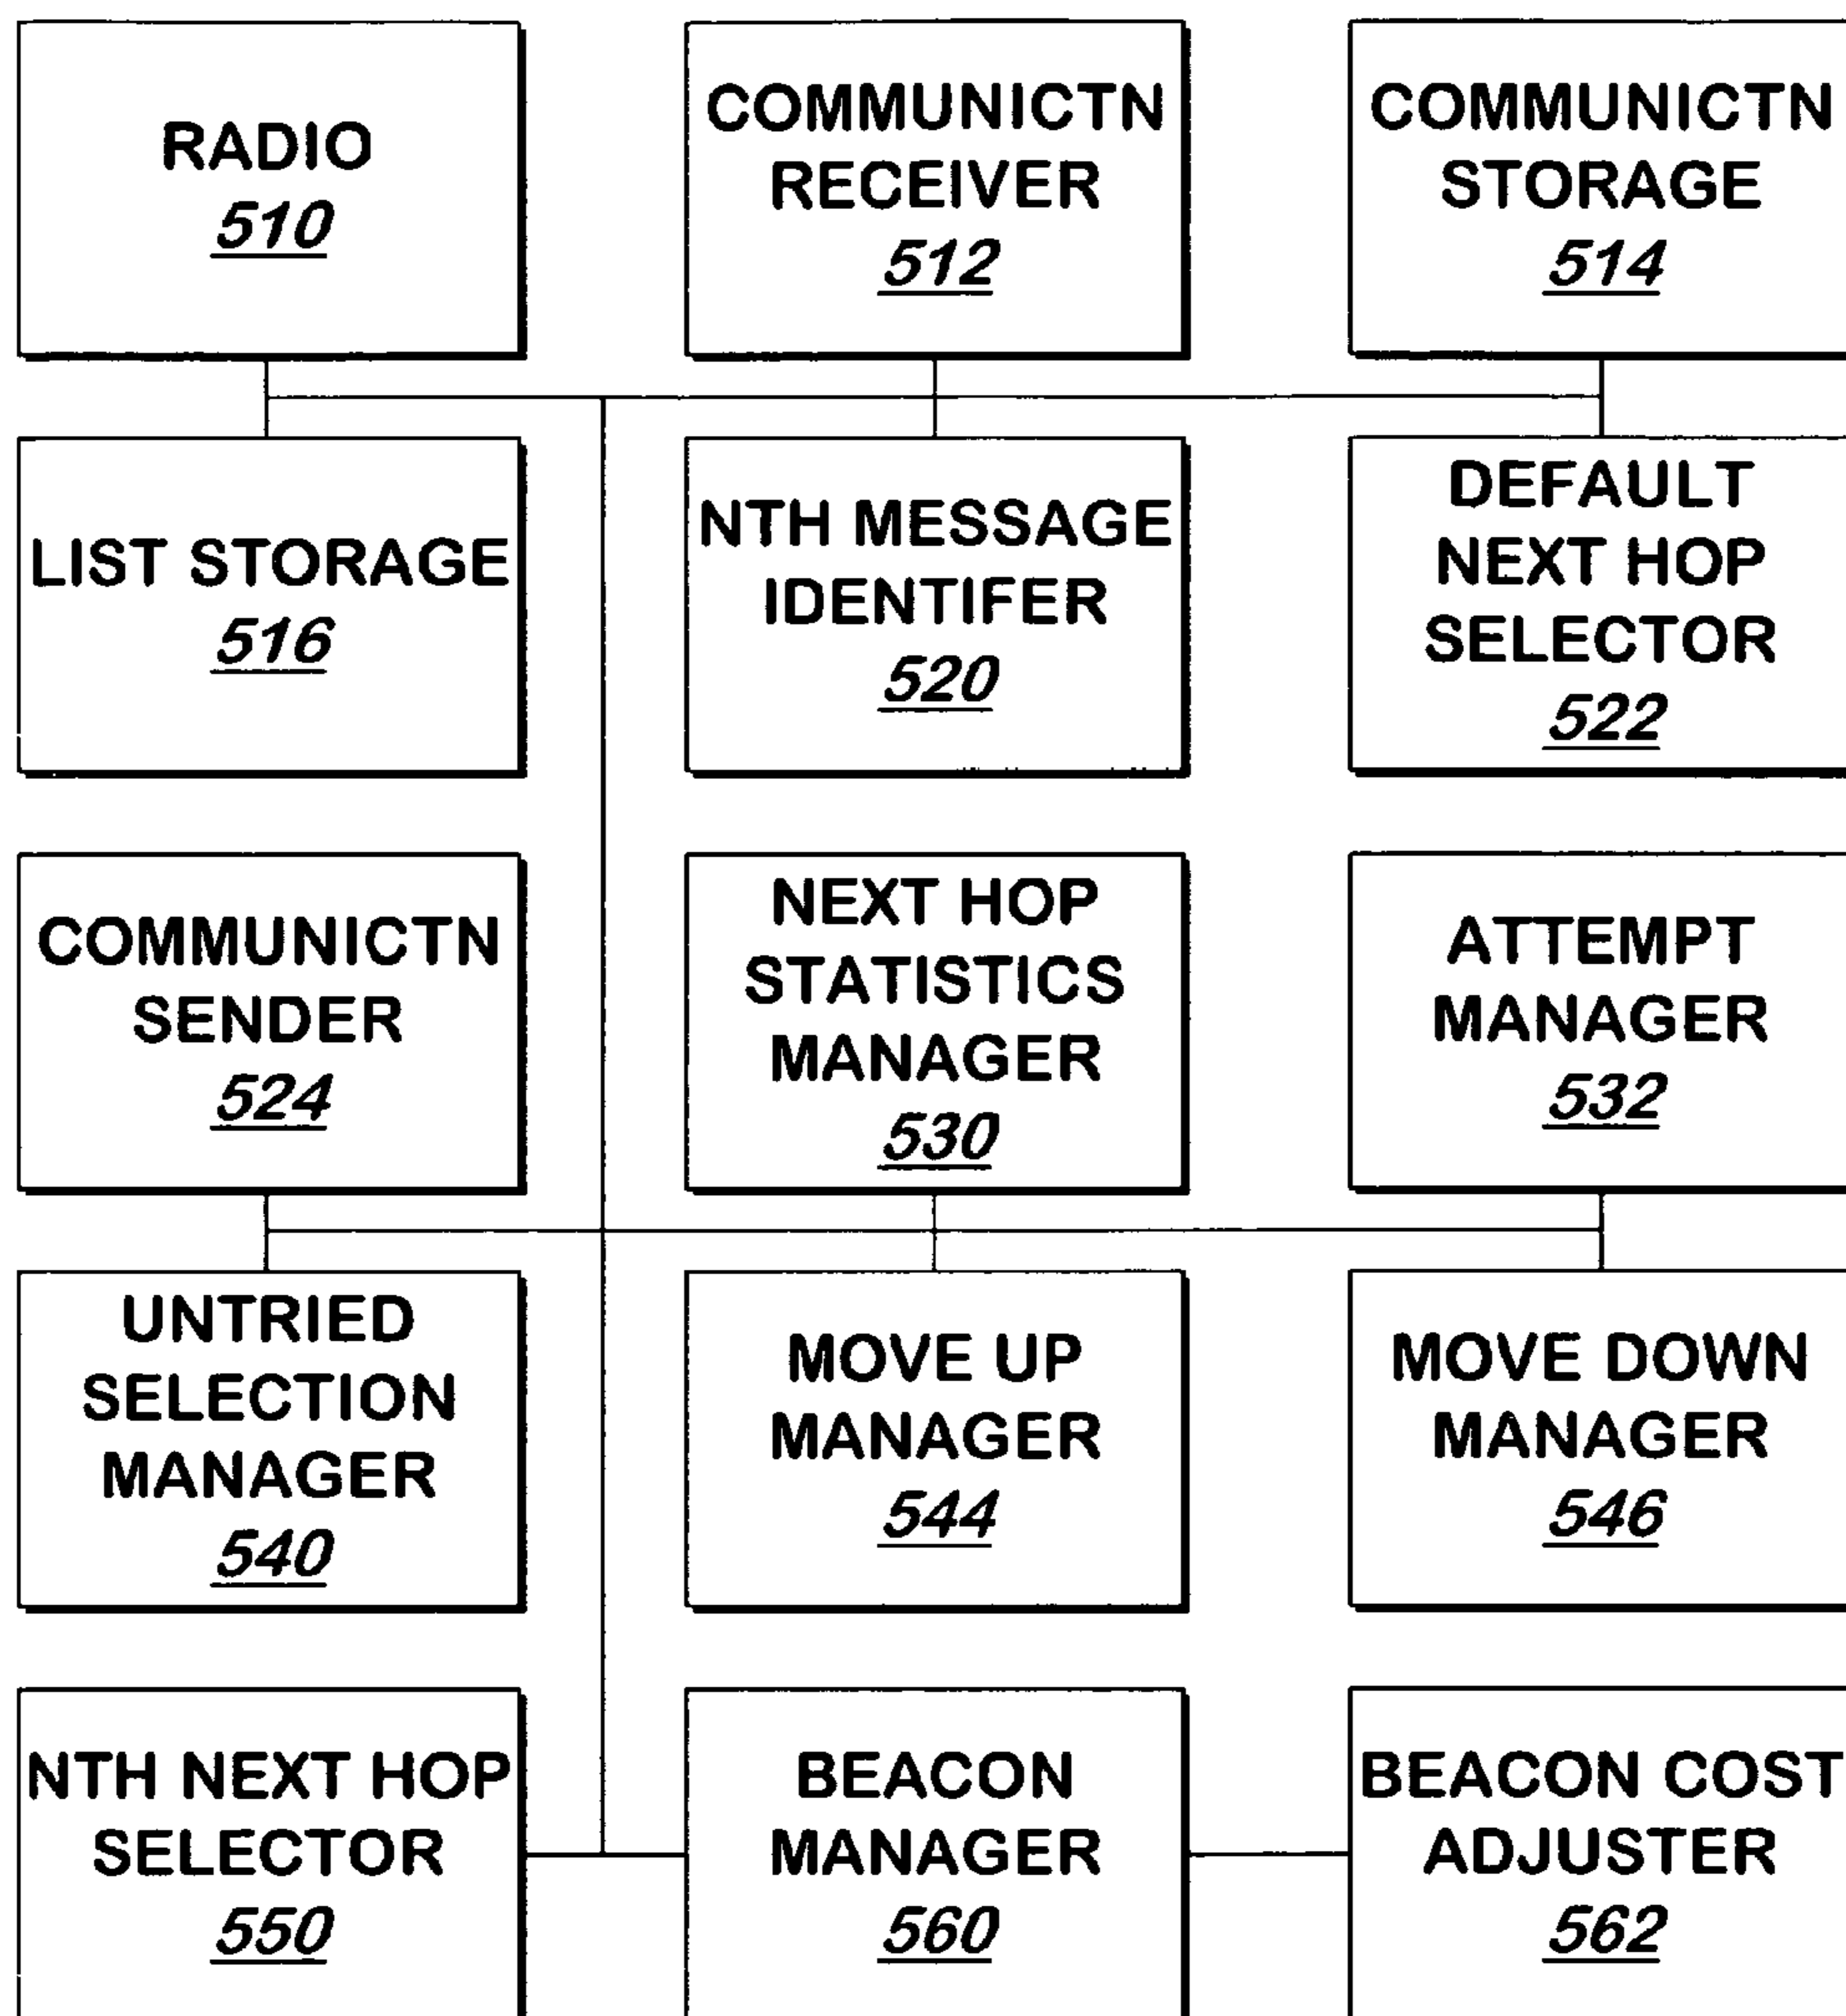 RADIO
510
COMMUNICTN
RECEIVER
512
COMMUNICTN
STORAGE
514
LIST STORAGE
516
NTH MESSAGE
IDENTIFER
520
DEFAULT
NEXT HOP
SELECTOR
522
COMMUNICTN
SENDER
524
NEXT HOP
STATISTICS
MANAGER
530
ATTEMPT
MANAGER
532
UNTRIED
SELECTION
MANAGER
540
MOVE UP
MANAGER
544
MOVE DOWN
MANAGER
546
NTH NEXT HOP
SELECTOR
550
BEACON
MANAGER
560
BEACON COST
ADJUSTER
562